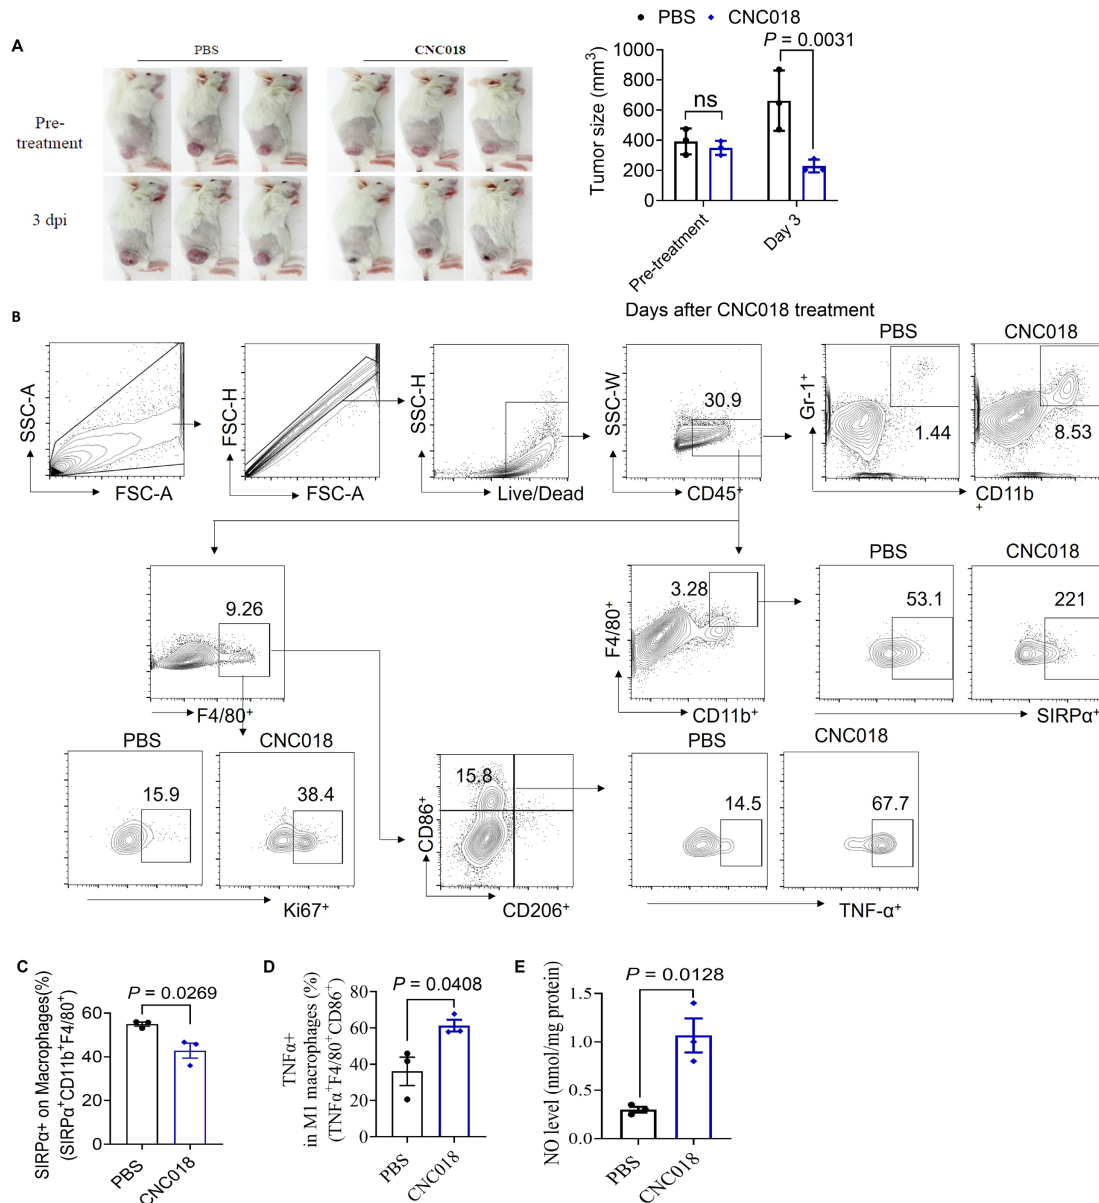 PBS CNC018
A
PBS CNC018
Pre-
treatment
3 dpi
P = 0.0031
ns
Tumor size (mm³)
1000
800
600
400
200
0
Pre-treatment
Day 3
Days after CNC018 treatment
B
SSC-A
FSC-A
FSC-H
FSC-A
SSC-H
Live/Dead
SSC-W
30.9
CD45⁺
PBS
CNC018
Gr-1⁺
1.44
8.53
CD11b
+
9.26
F4/80⁺
3.28
F4/80⁺
CD11b⁺
PBS
CNC018
53.1
221
SIRPα⁺
PBS
CNC018
15.9
38.4
Ki67⁺
15.8
CD86⁺
CD206⁺
PBS
CNC018
14.5
67.7
TNF-α⁺
C
P = 0.0269
SIRPα+ on Macrophages(%)
(SIRPα⁺CD11b⁺F4/80⁺)
60
40
20
0
PBS
CNC018
D
P = 0.0408
TNFα+
in M1 macrophages (%)
(TNFα⁺F4/80⁺CD86⁺)
80
60
40
20
0
PBS
CNC018
E
P = 0.0128
NO level (nmol/mg protein)
1.5
1.0
0.5
0.0
PBS
CNC018